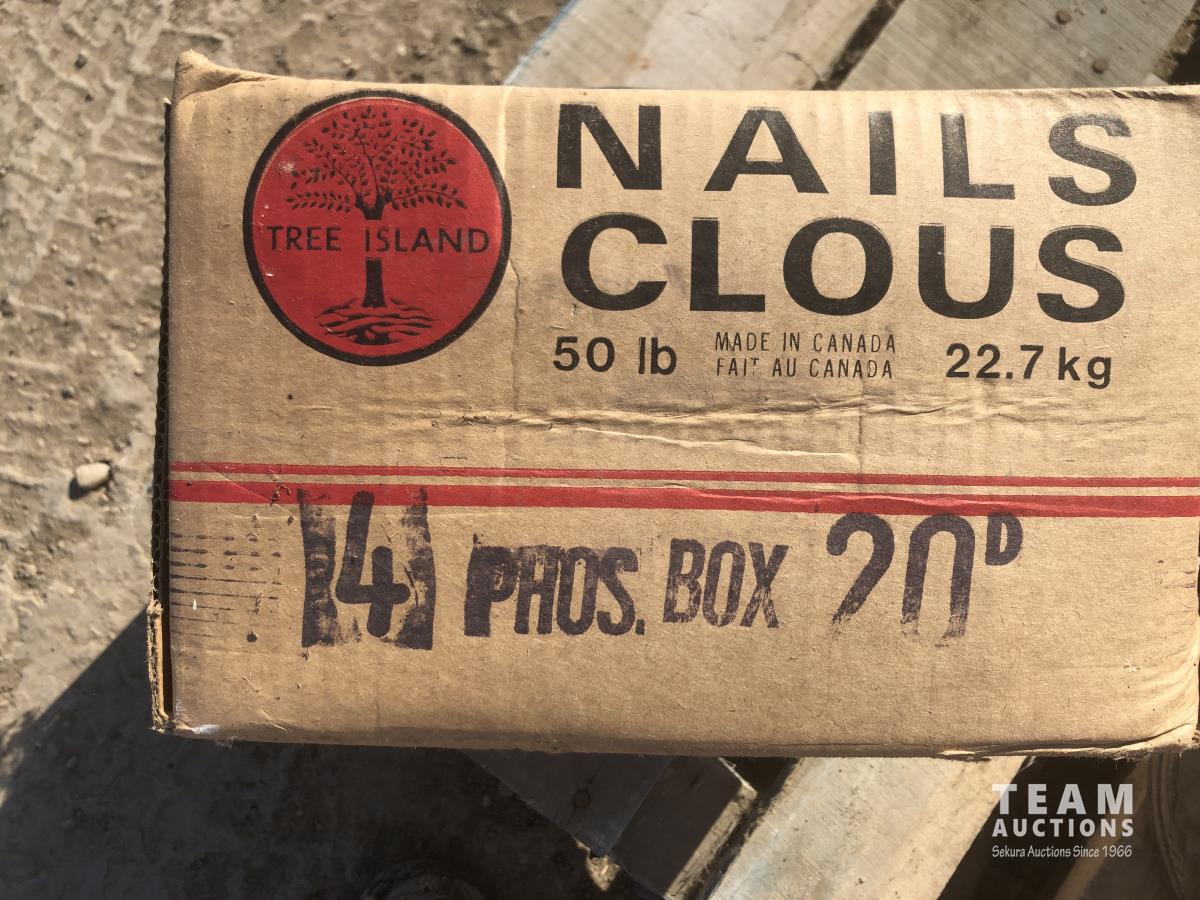 TREE ISLAND
NAILS
CLOUS
50 lb
MADE IN CANADA
FAIT AU CANADA
22.7 kg
4 PHOS. BOX 20D
TEAM
AUCTIONS
Sekura Auctions Since 1966